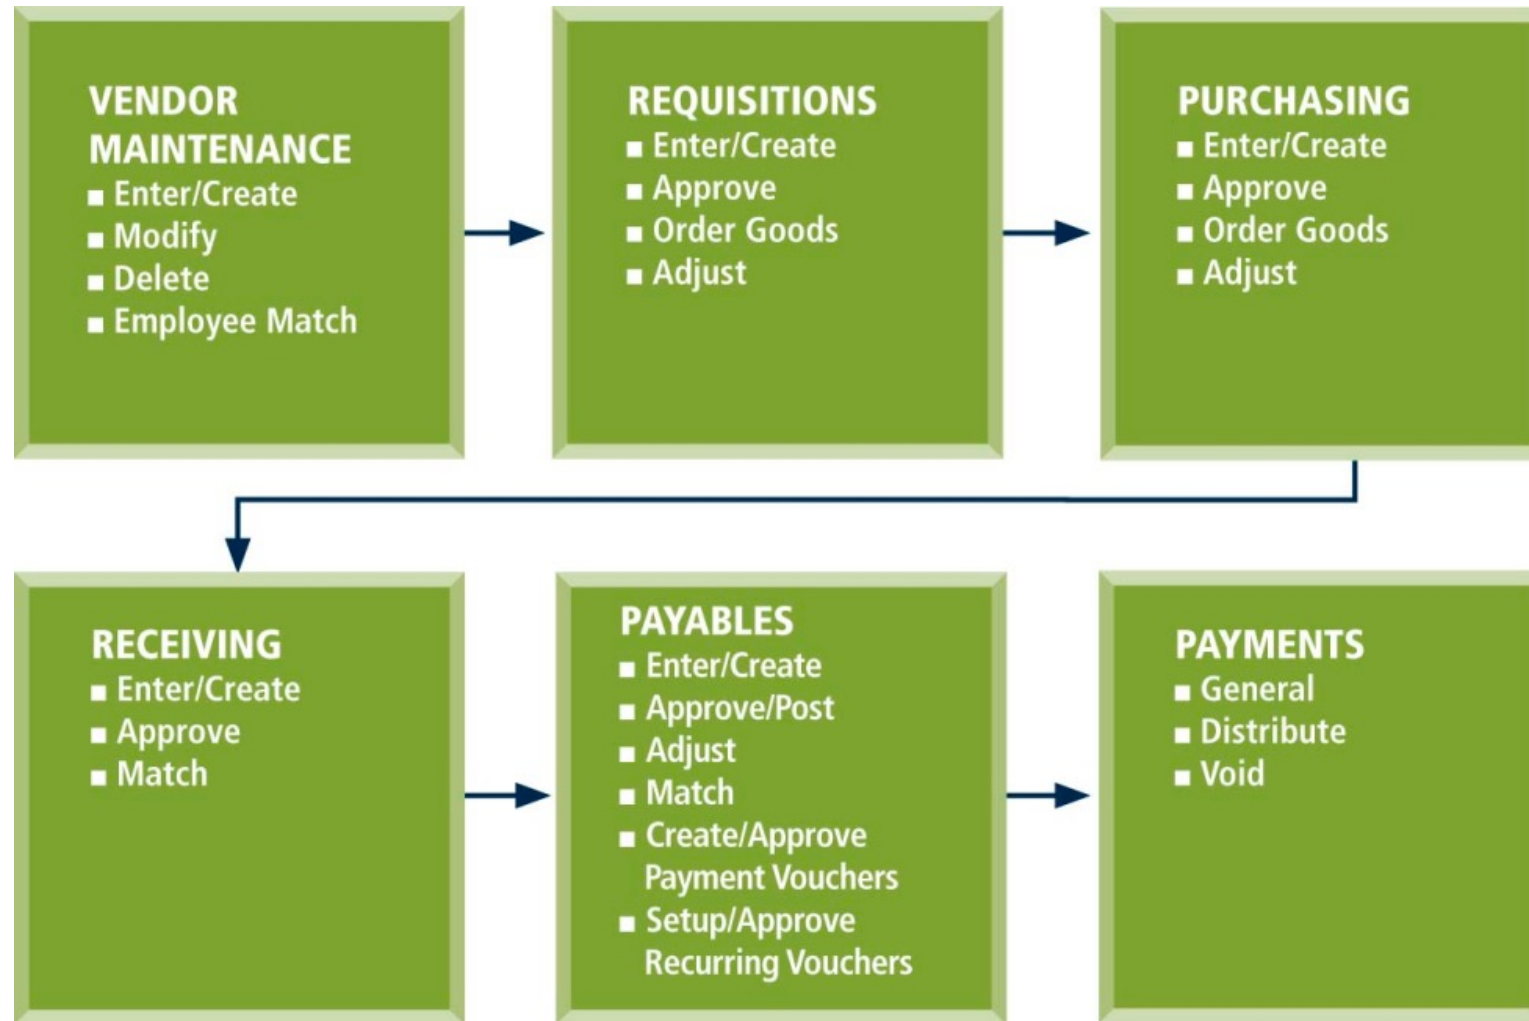 VENDOR
MAINTENANCE
■ Enter/Create
■ Modify
■ Delete
■ Employee Match
REQUISITIONS
■ Enter/Create
■ Approve
■ Order Goods
■ Adjust
PURCHASING
■ Enter/Create
■ Approve
■ Order Goods
■ Adjust
RECEIVING
■ Enter/Create
■ Approve
■ Match
PAYABLES
■ Enter/Create
■ Approve/Post
■ Adjust
■ Match
■ Create/Approve
Payment Vouchers
■ Setup/Approve
Recurring Vouchers
PAYMENTS
■ General
■ Distribute
■ Void